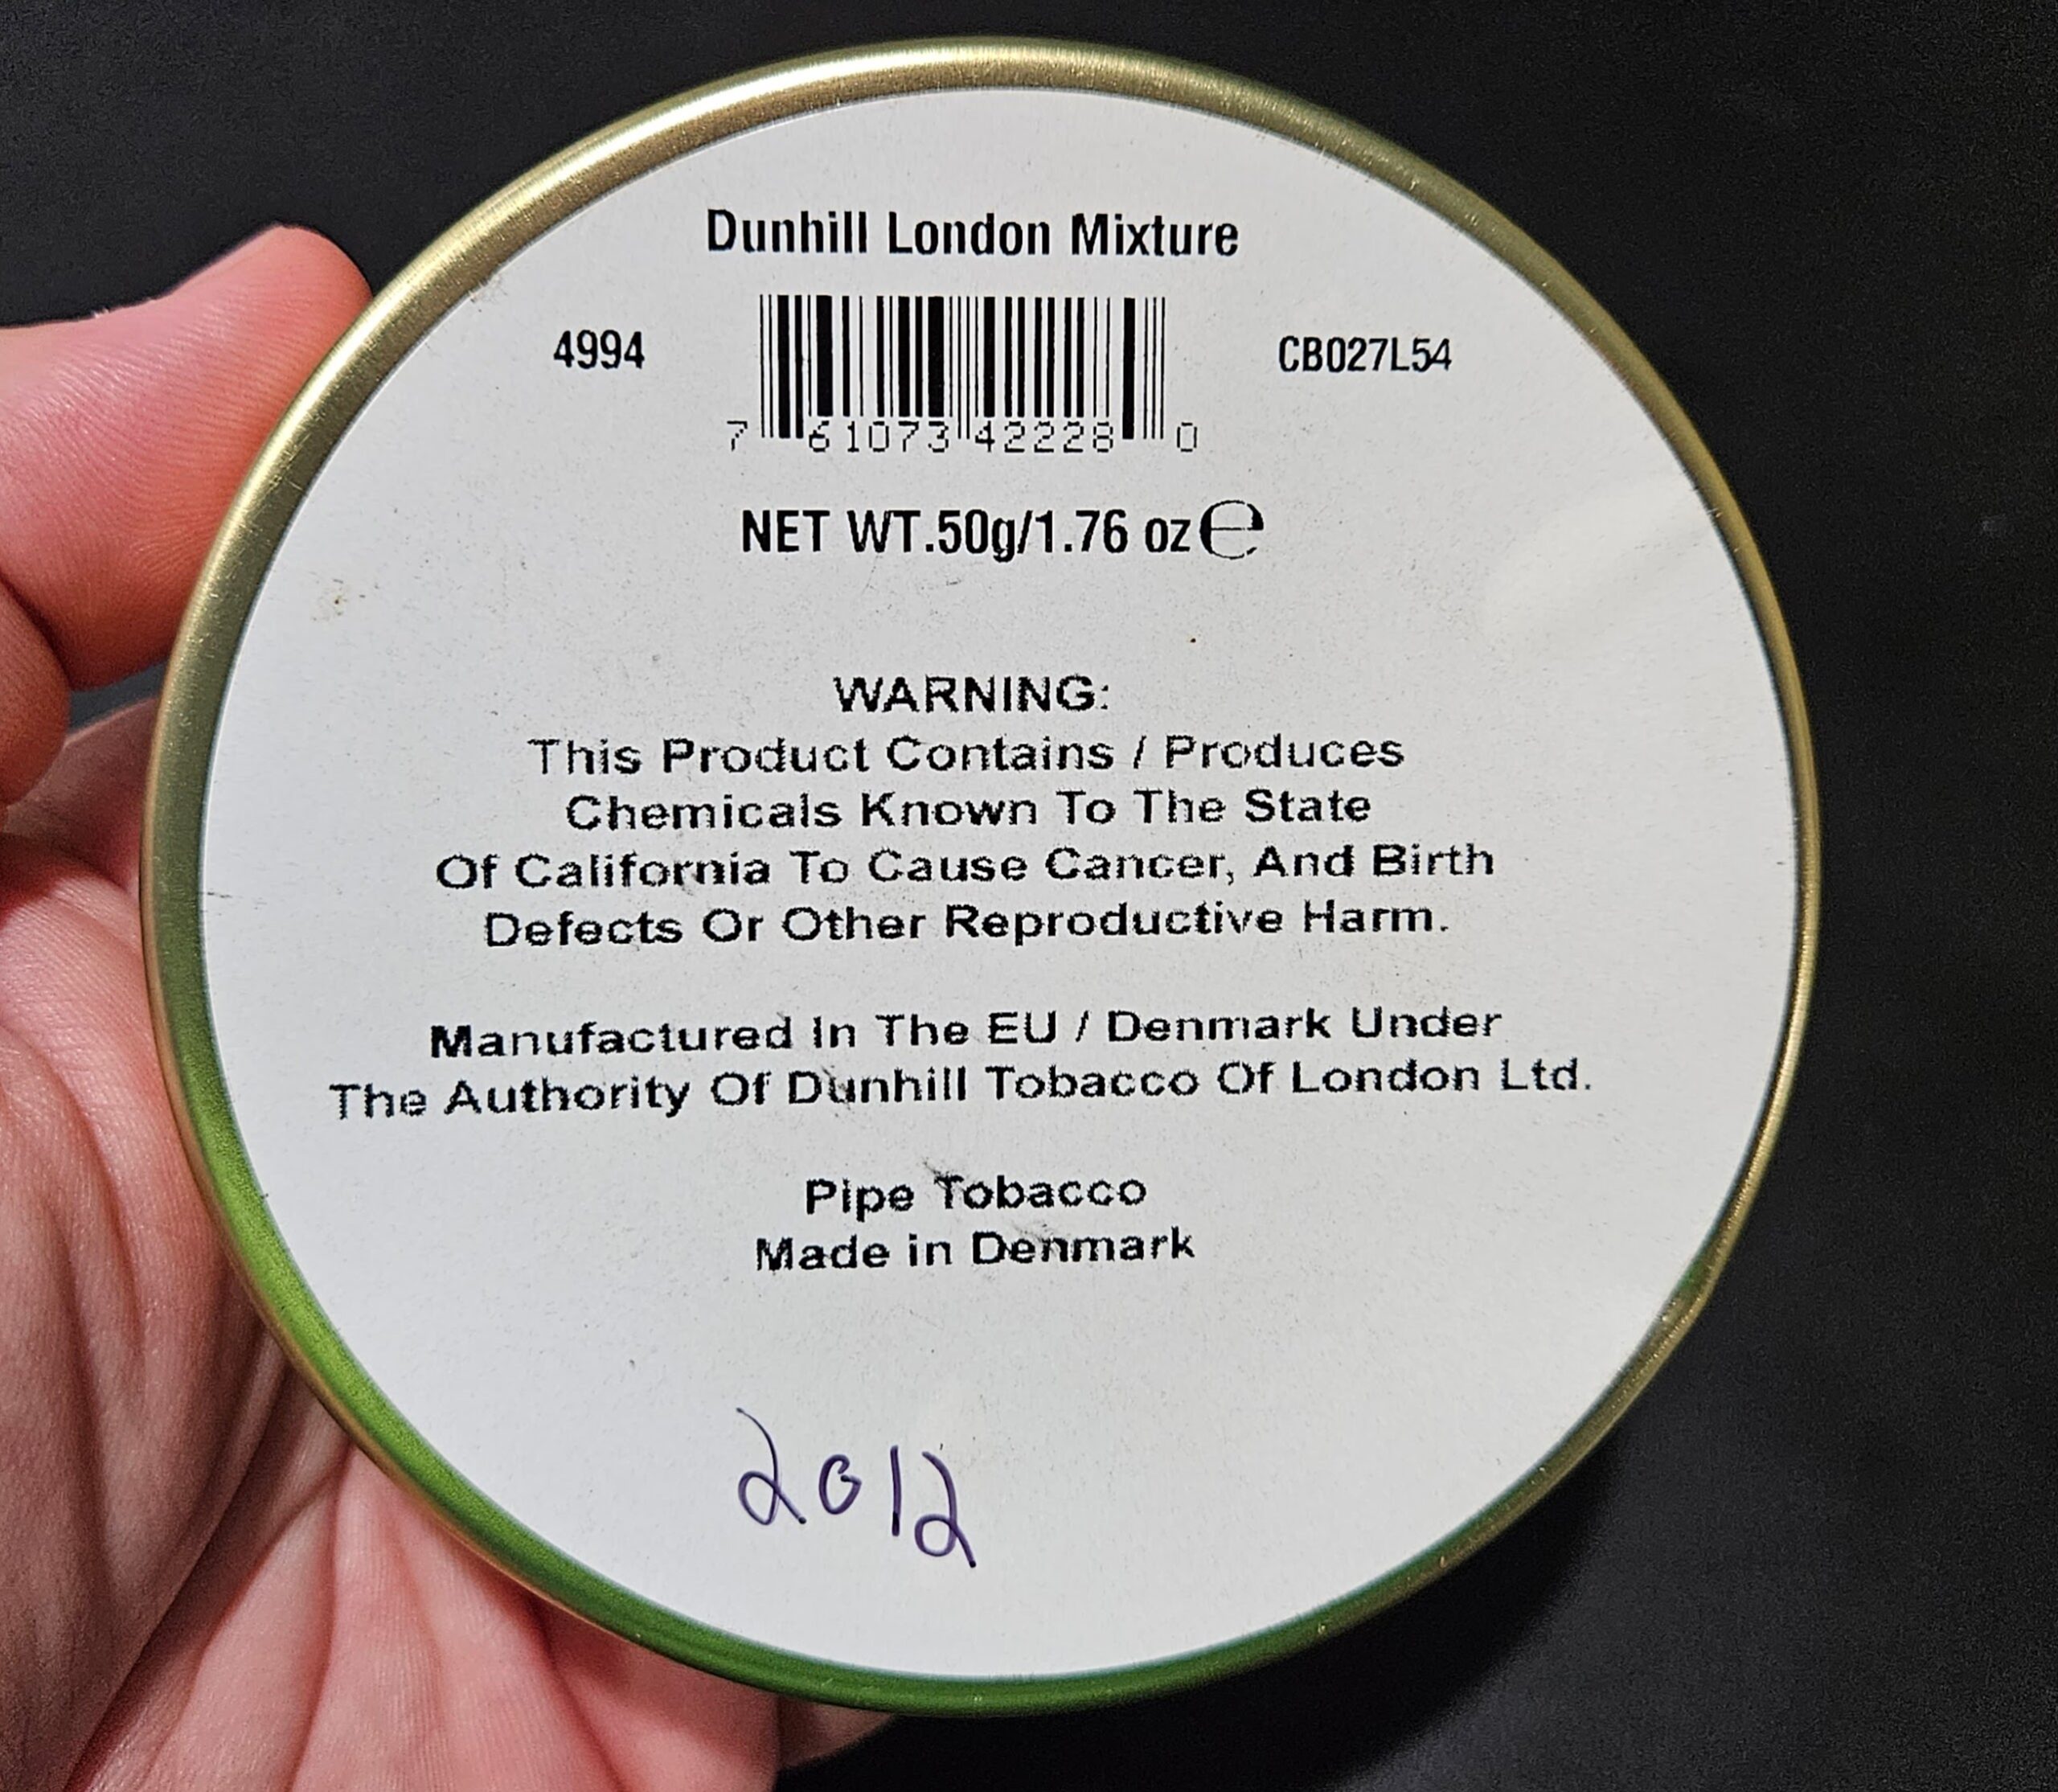 Dunhill London Mixture
4994
CB027L54
7 61073 42228 0
NET WT.50g/1.76 oz ℮
WARNING:
This Product Contains / Produces
Chemicals Known To The State
Of California To Cause Cancer, And Birth
Defects Or Other Reproductive Harm.
Manufactured In The EU / Denmark Under
The Authority Of Dunhill Tobacco Of London Ltd.
Pipe Tobacco
Made in Denmark
2012